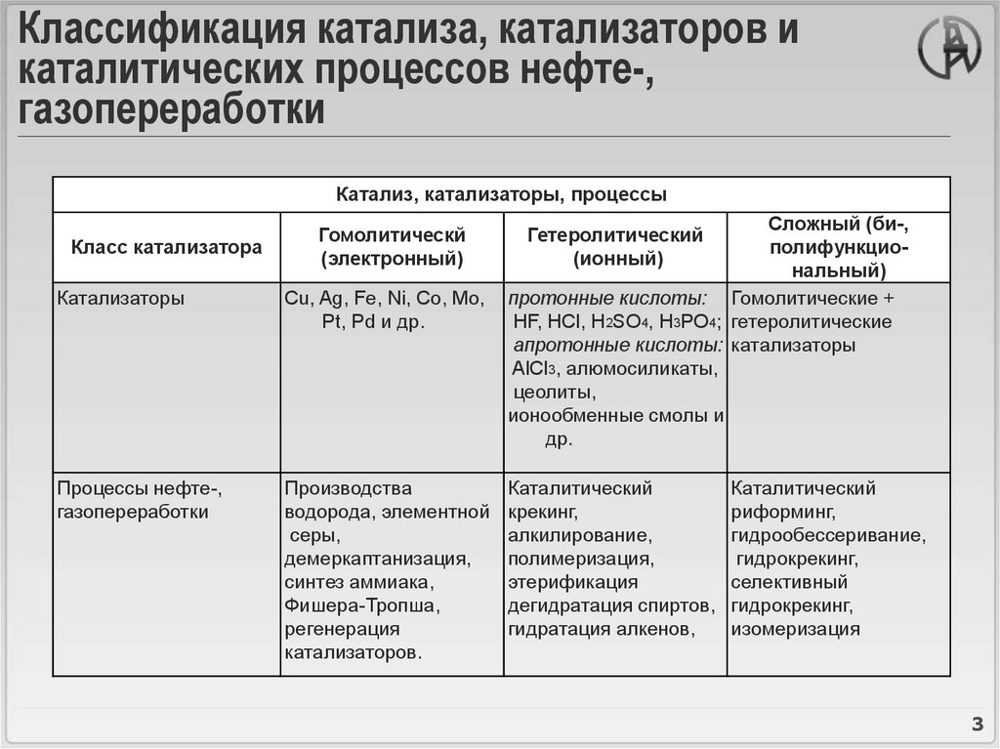 Классификация катализа, катализаторов и
каталитических процессов нефте-,
газопереработки
Катализ, катализаторы, процессы
Класс катализатора
Гомолитическй
(электронный)
Гетеролитический
(ионный)
Сложный (би-,
полифункцио-
нальный)
Катализаторы
Cu, Ag, Fe, Ni, Co, Mo,
Pt, Pd и др.
протонные кислоты:
HF, HCl, H2SO4, H3PO4;
апротонные кислоты:
AlCl3, алюмосиликаты,
цеолиты,
ионообменные смолы и
др.
Гомолитические +
гетеролитические
катализаторы
Процессы нефте-,
газопереработки
Производства
водорода, элементной
серы,
демеркаптанизация,
синтез аммиака,
Фишера-Тропша,
регенерация
катализаторов.
Каталитический
крекинг,
алкилирование,
полимеризация,
этерификация
дегидратация спиртов,
гидратация алкенов,
Каталитический
риформинг,
гидрообессеривание,
гидрокрекинг,
селективный
гидрокрекинг,
изомеризация
3